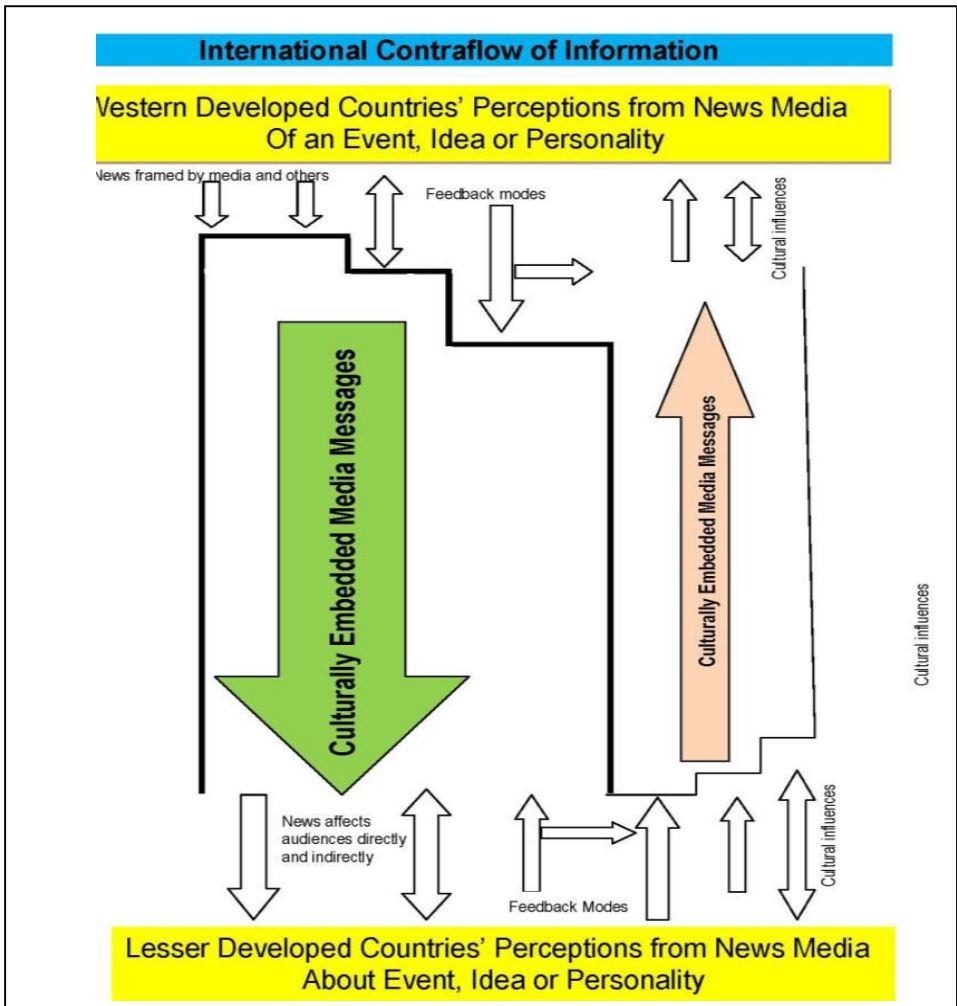 International Contraflow of Information
Western Developed Countries' Perceptions from News Media
Of an Event, Idea or Personality
News framed by media and others
Feedback modes
Cultural influences
Culturally Embedded Media Messages
Culturally Embedded Media Messages
Cultural influences
News affects
audiences directly
and indirectly
Feedback Modes
Cultural influences
Lesser Developed Countries' Perceptions from News Media
About Event, Idea or Personality